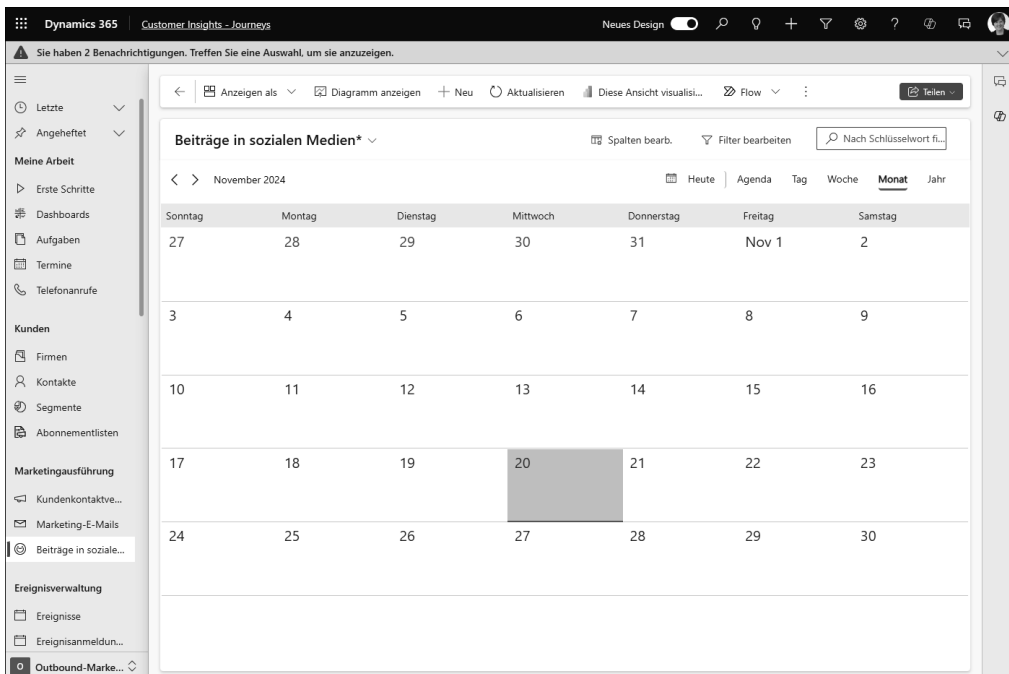 Dynamics 365 Customer Insights - Journeys Neues Design
Sie haben 2 Benachrichtigungen. Treffen Sie eine Auswahl, um sie anzuzeigen.
Letzte
Angeheftet
Meine Arbeit
Erste Schritte
Dashboards
Aufgaben
Termine
Telefonanrufe
Kunden
Firmen
Kontakte
Segmente
Abonnementlisten
Marketingausführung
Kundenkontaktve...
Marketing-E-Mails
Beiträge in soziale...
Ereignisverwaltung
Ereignisse
Ereignisanmeldun...
O Outbound-Marke...
Anzeigen als Diagramm anzeigen Neu Aktualisieren Diese Ansicht visualisi... Flow Teilen
Beiträge in sozialen Medien* Spalten bearb. Filter bearbeiten Nach Schlüsselwort fi...
November 2024 Heute Agenda Tag Woche Monat Jahr
Sonntag Montag Dienstag Mittwoch Donnerstag Freitag Samstag
27 28 29 30 31 Nov 1 2
3 4 5 6 7 8 9
10 11 12 13 14 15 16
17 18 19 20 21 22 23
24 25 26 27 28 29 30